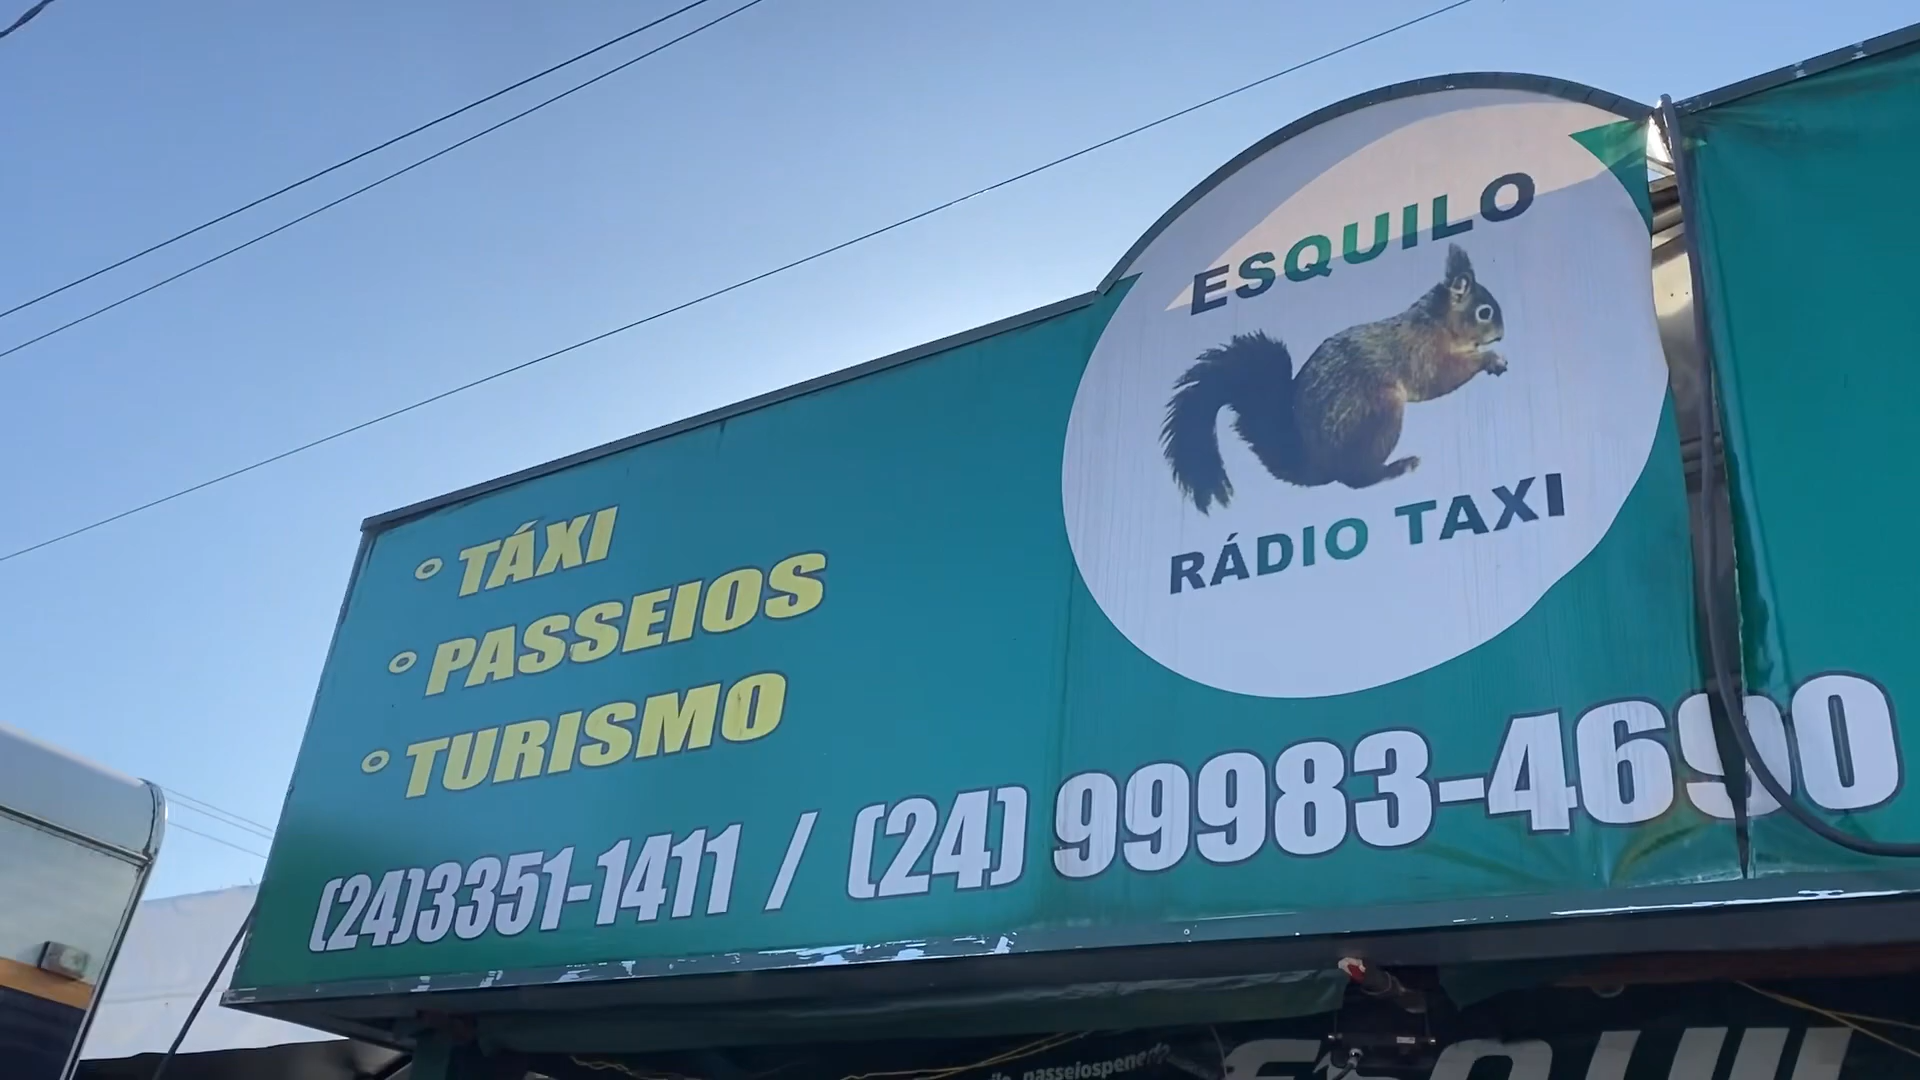 ESQUILO
RÁDIO TAXI
° TÁXI
° PASSEIOS
° TURISMO
(24)3351-1411 / (24) 99983-4690